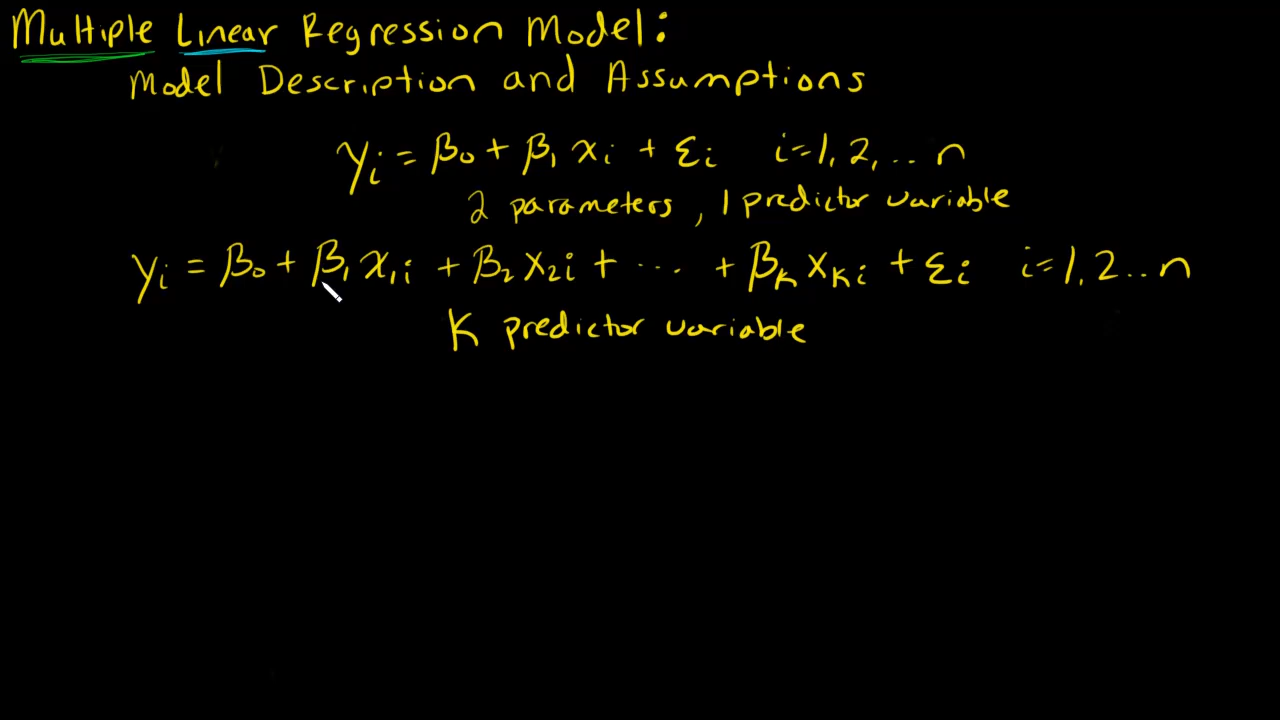 Multiple Linear Regression Model:
Model Description and Assumptions
yi = β0 + β1 xi + εi i=1, 2, .. n
2 parameters, 1 predictor variable
yi = β0 + β1 x1i + β2 x2i + ... + βk xki + εi i=1, 2 .. n
K predictor variable